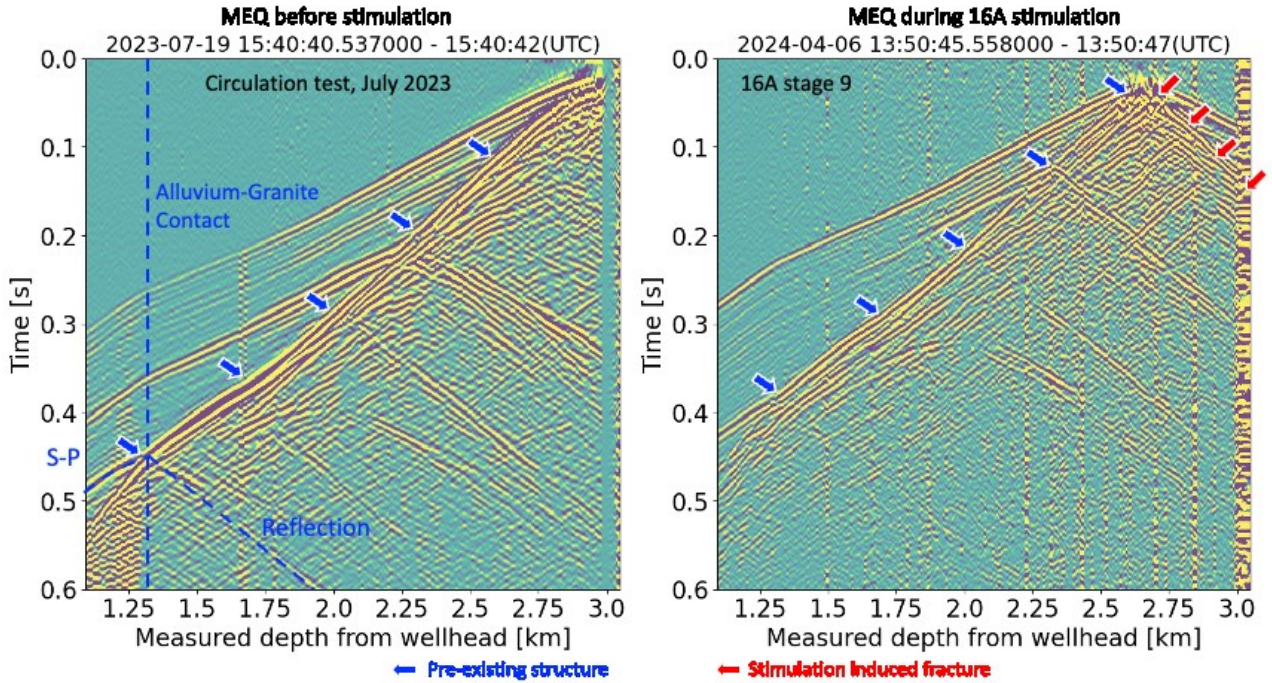 MEQ before stimulation
2023-07-19 15:40:40.537000 - 15:40:42(UTC)
Circulation test, July 2023
Alluvium-Granite
Contact
S-P
Reflection
Time [s]
0.0
0.1
0.2
0.3
0.4
0.5
0.6
1.25 1.5 1.75 2.0 2.25 2.5 2.75 3.0
Measured depth from wellhead [km]
Pre-existing structure
MEQ during 16A stimulation
2024-04-06 13:50:45.558000 - 13:50:47(UTC)
16A stage 9
Time [s]
0.0
0.1
0.2
0.3
0.4
0.5
0.6
1.25 1.5 1.75 2.0 2.25 2.5 2.75 3.0
Measured depth from wellhead [km]
Stimulation induced fracture